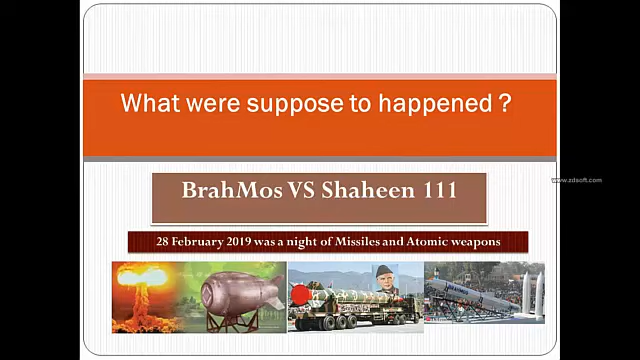 What were suppose to happened ?
www.zdsoft.com
BrahMos VS Shaheen 111
28 February 2019 was a night of Missiles and Atomic weapons